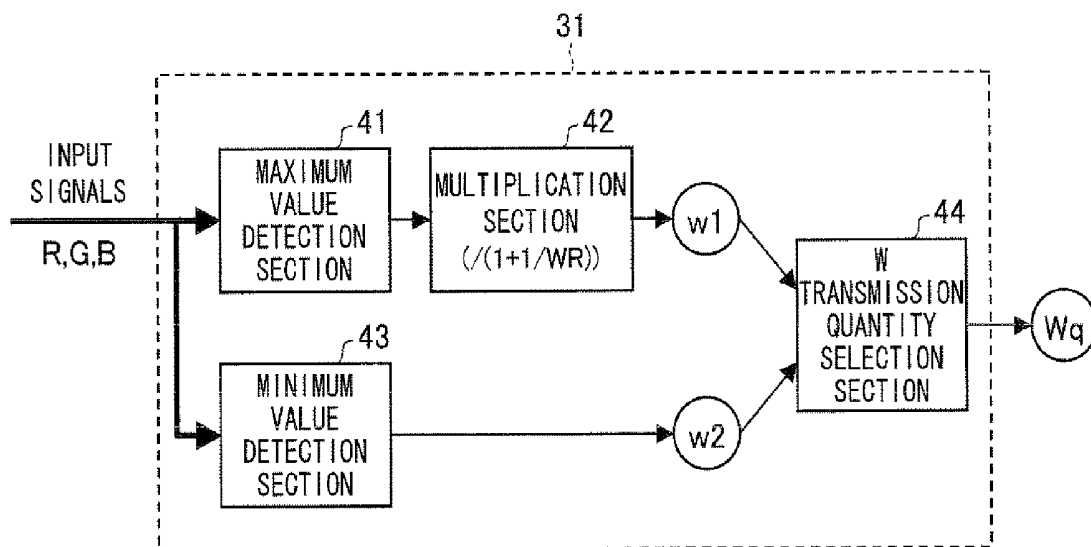 31
INPUT
SIGNALS
R,G,B
41
MAXIMUM
VALUE
DETECTION
SECTION
42
MULTIPLICATION
SECTION
(/(1+1/WR))
w1
44
W
TRANSMISSION
QUANTITY
SELECTION
SECTION
Wq
43
MINIMUM
VALUE
DETECTION
SECTION
w2